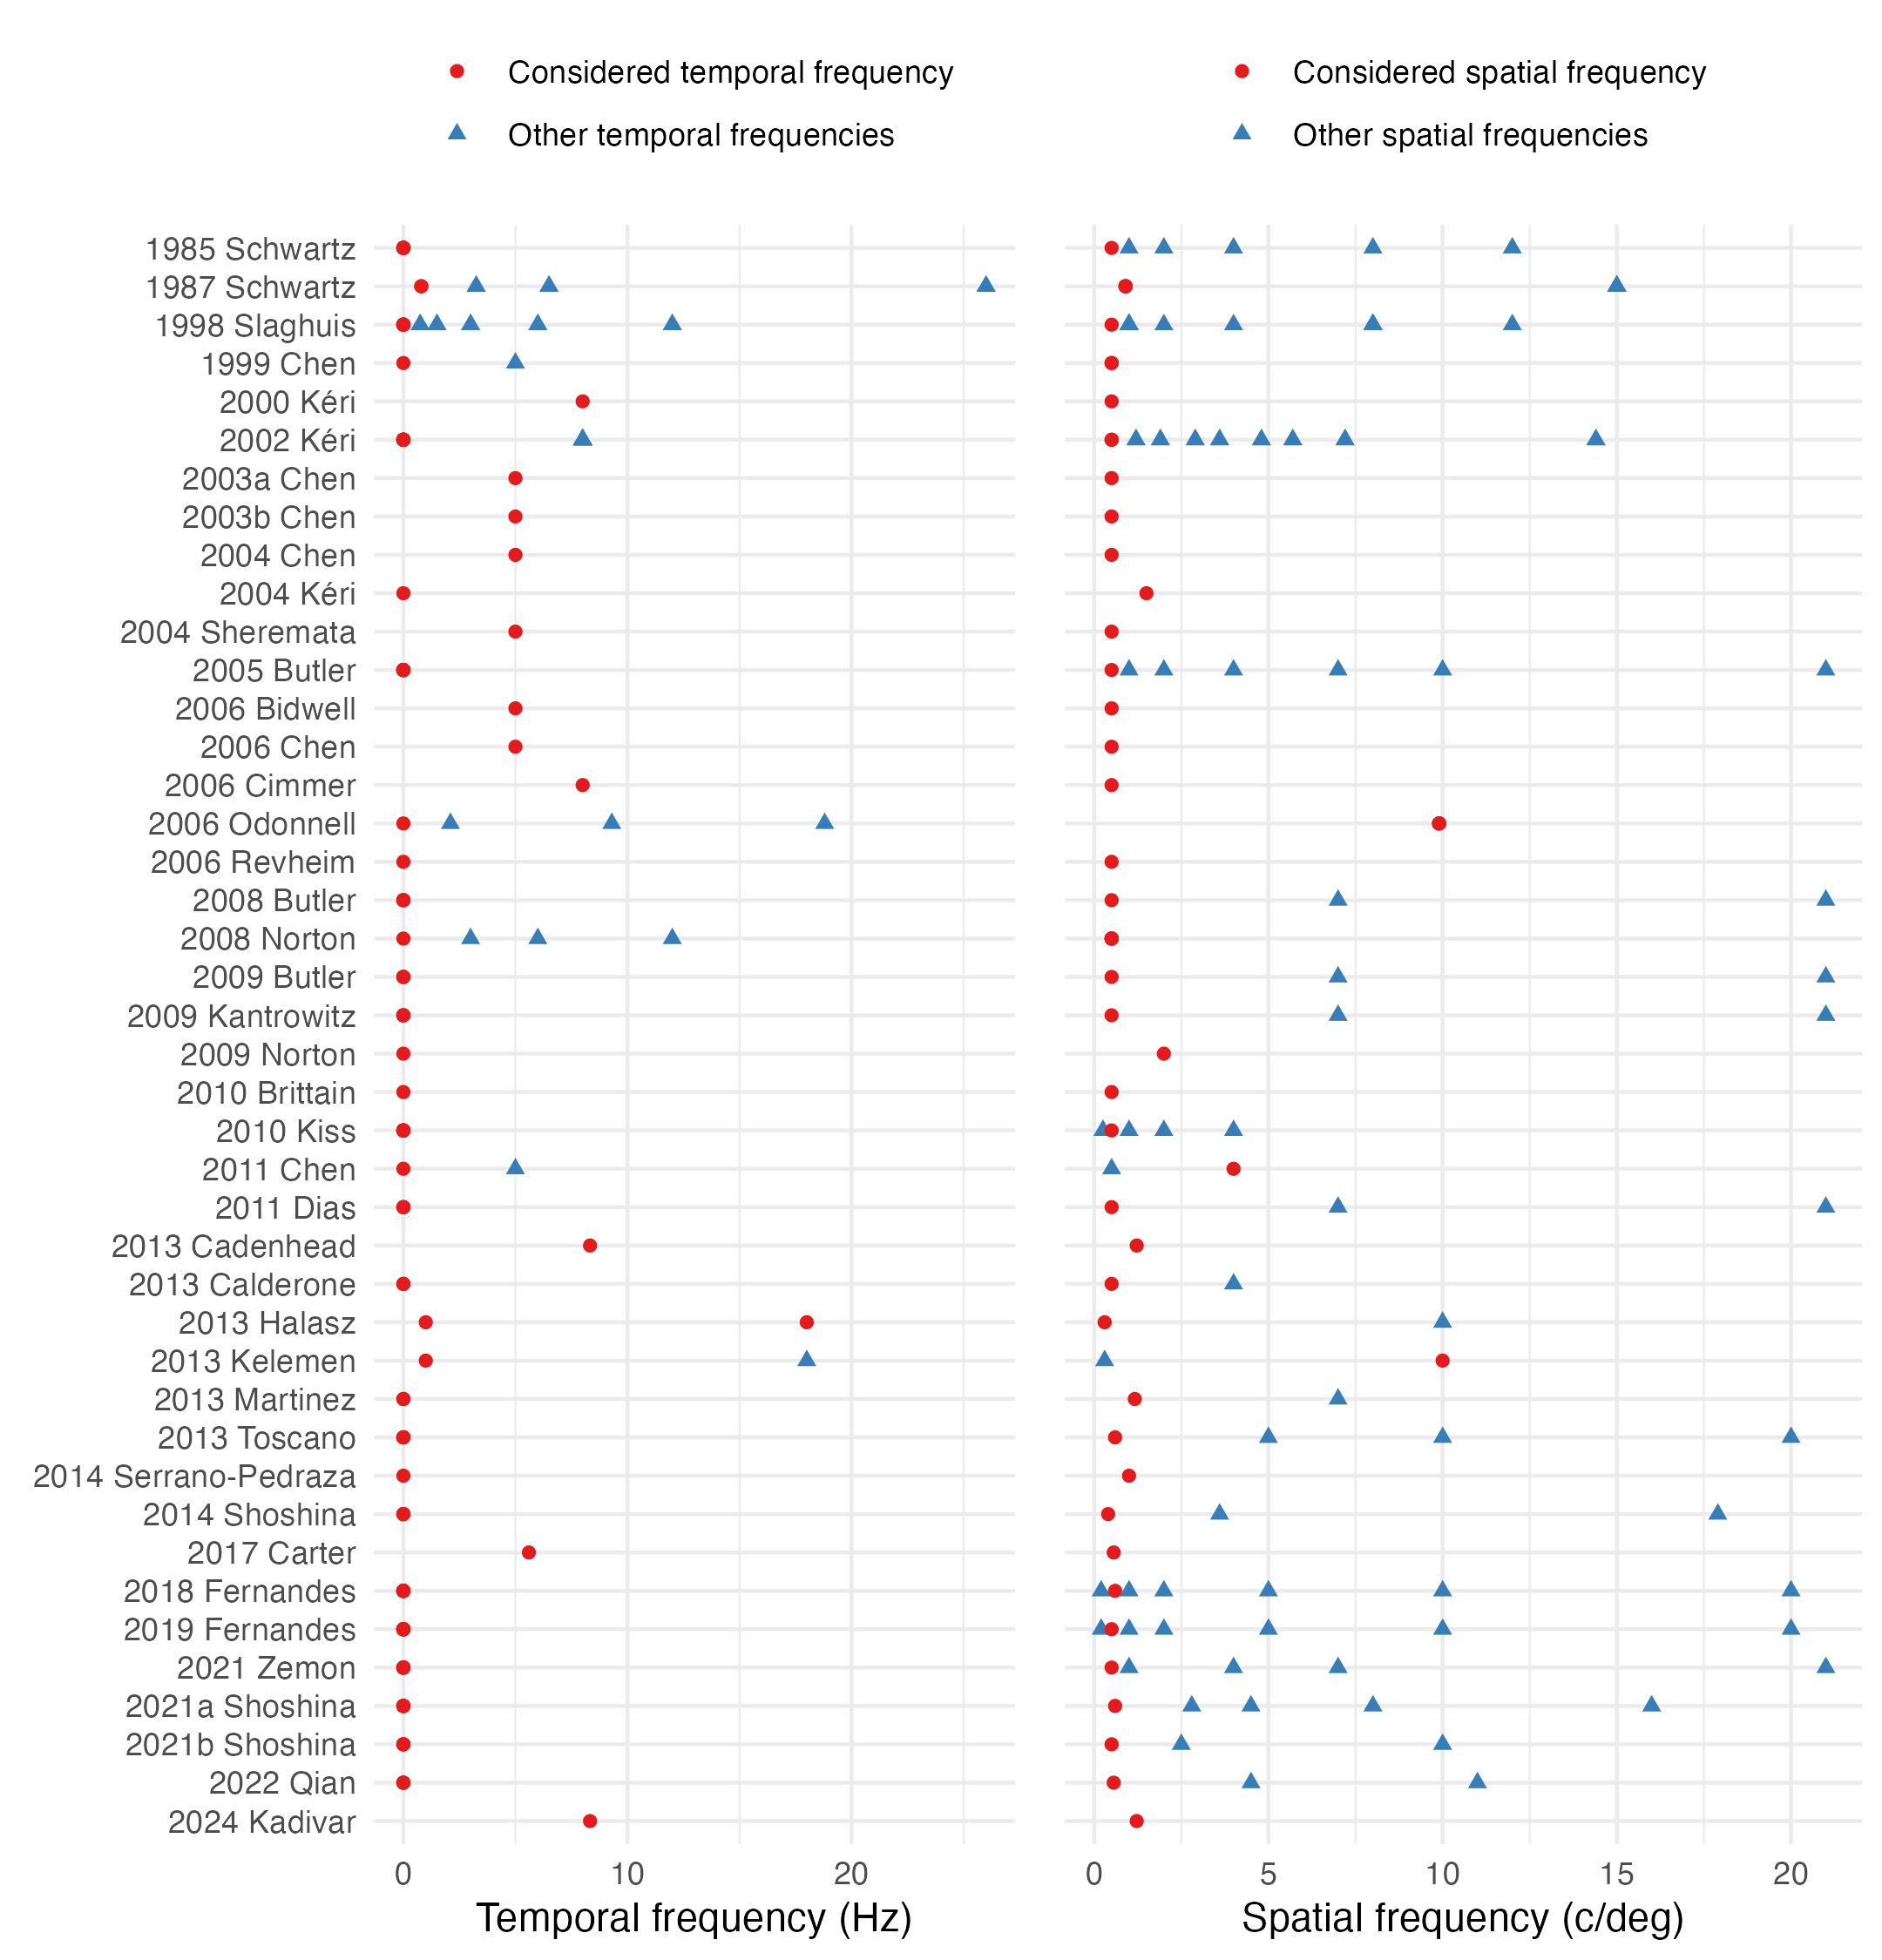 Considered temporal frequency
Other temporal frequencies
Considered spatial frequency
Other spatial frequencies
1985 Schwartz
1987 Schwartz
1998 Slaghuis
1999 Chen
2000 Kéri
2002 Kéri
2003a Chen
2003b Chen
2004 Chen
2004 Kéri
2004 Sheremata
2005 Butler
2006 Bidwell
2006 Chen
2006 Cimmer
2006 Odonnell
2006 Revheim
2008 Butler
2008 Norton
2009 Butler
2009 Kantrowitz
2009 Norton
2010 Brittain
2010 Kiss
2011 Chen
2011 Dias
2013 Cadenhead
2013 Calderone
2013 Halasz
2013 Kelemen
2013 Martinez
2013 Toscano
2014 Serrano-Pedraza
2014 Shoshina
2017 Carter
2018 Fernandes
2019 Fernandes
2021 Zemon
2021a Shoshina
2021b Shoshina
2022 Qian
2024 Kadivar
0 10 20
Temporal frequency (Hz)
0 5 10 15 20
Spatial frequency (c/deg)